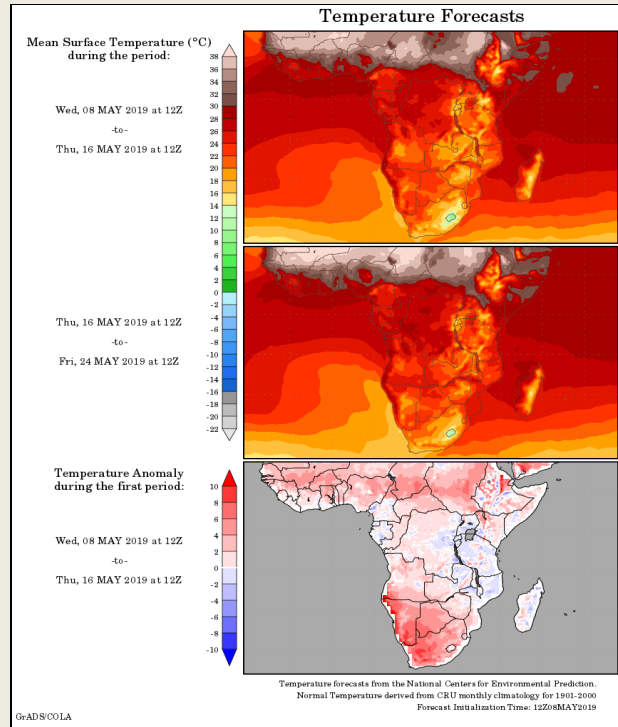 Temperature Forecasts
Mean Surface Temperature (°C)
during the period:
Wed, 08 MAY 2019 at 12Z
-to-
Thu, 16 MAY 2019 at 12Z
38
36
34
32
30
28
26
24
22
20
18
16
14
12
10
8
6
4
2
0
-2
-4
-6
-8
-10
-12
-14
-16
-18
-20
-22
Thu, 16 MAY 2019 at 12Z
-to-
Fri, 24 MAY 2019 at 12Z
Temperature Anomaly
during the first period:
Wed, 08 MAY 2019 at 12Z
-to-
Thu, 16 MAY 2019 at 12Z
10
8
6
4
2
0
-2
-4
-6
-8
-10
Temperature forecasts from the National Centers for Environmental Prediction.
Normal Temperature derived from CRU monthly climatology for 1901-2000
Forecast Initialization Time: 12Z08MAY2019
GrADS/COLA